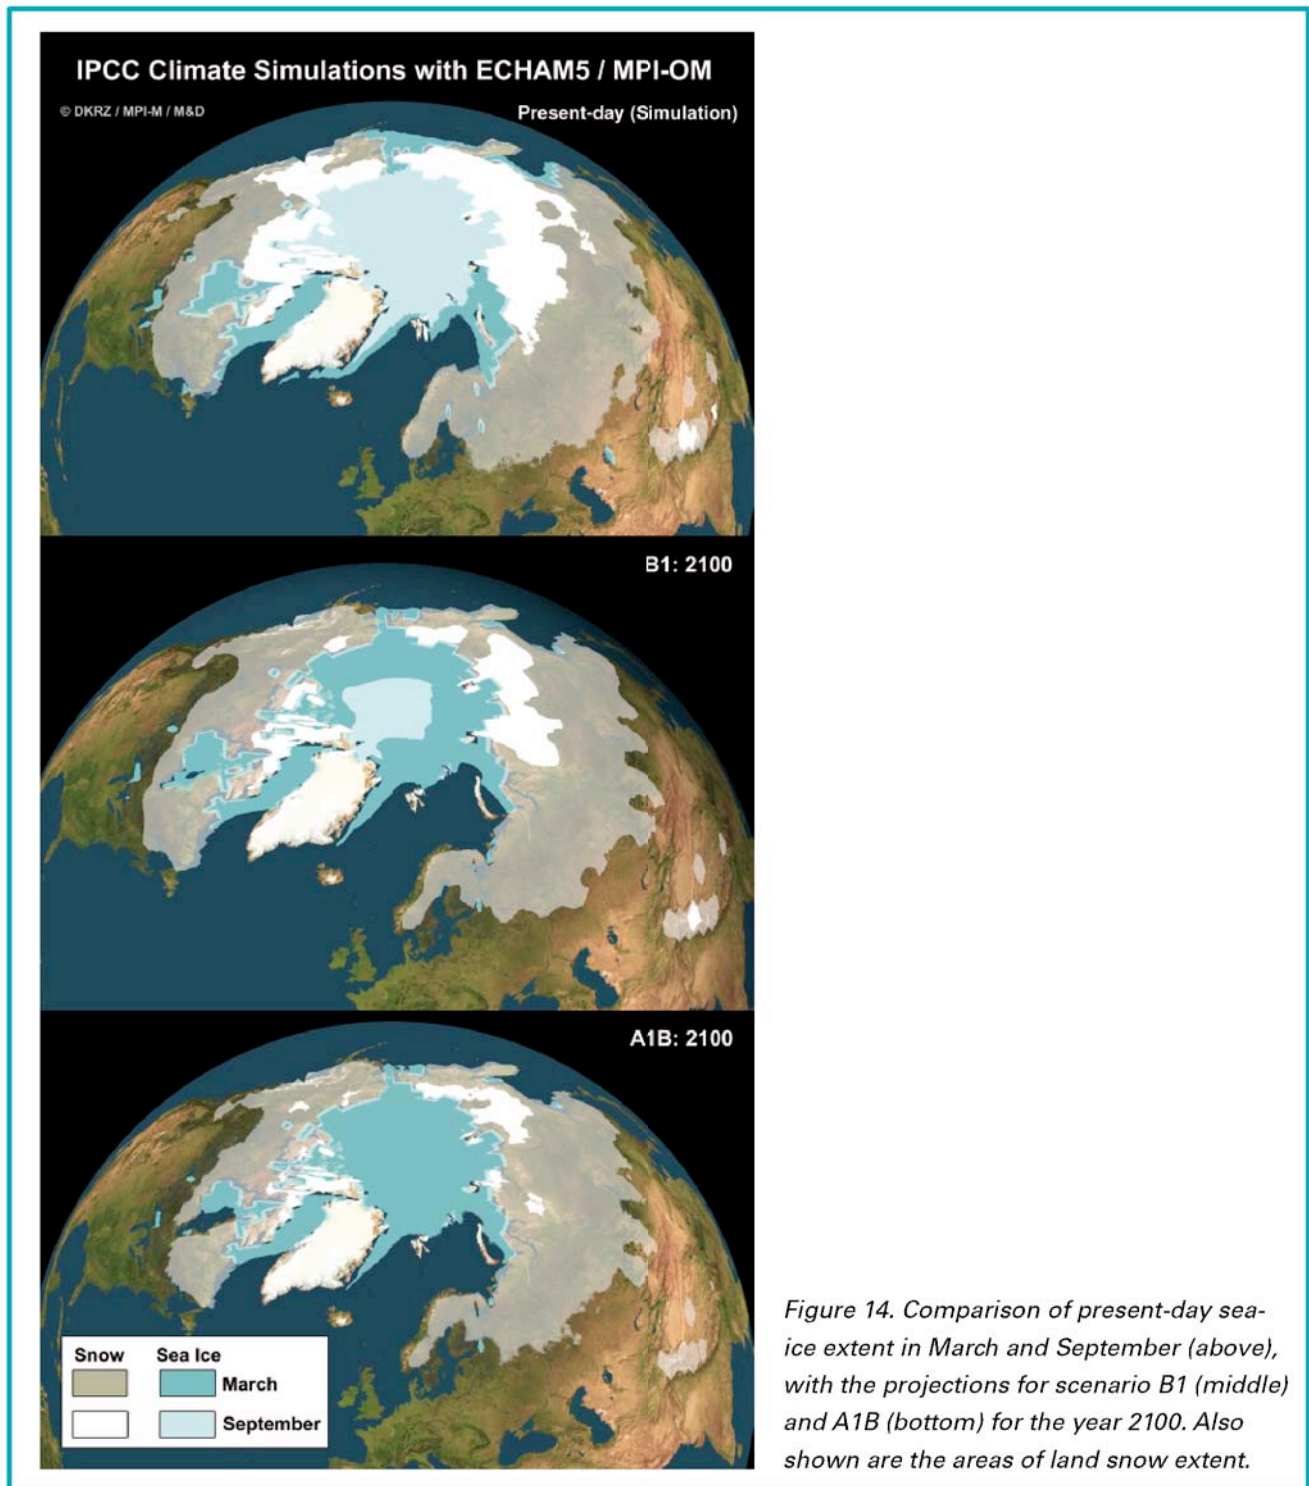 IPCC Climate Simulations with ECHAM5 / MPI-OM
© DKRZ / MPI-M / M&D
Present-day (Simulation)
B1: 2100
A1B: 2100
Snow Sea Ice
March
September
Figure 14. Comparison of present-day sea-
ice extent in March and September (above),
with the projections for scenario B1 (middle)
and A1B (bottom) for the year 2100. Also
shown are the areas of land snow extent.